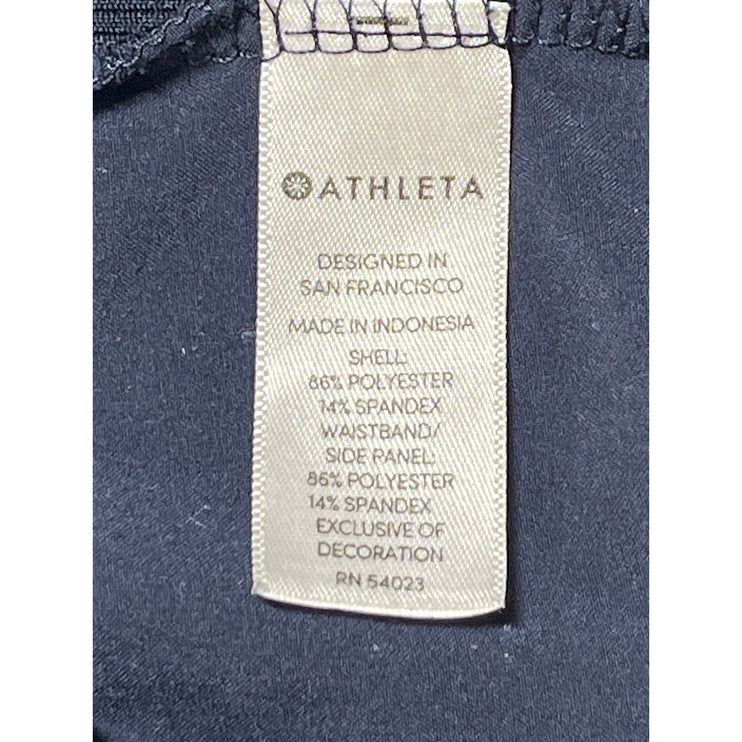 ATHLETA
DESIGNED IN
SAN FRANCISCO
MADE IN INDONESIA
SHELL:
86% POLYESTER
14% SPANDEX
WAISTBAND/
SIDE PANEL:
86% POLYESTER
14% SPANDEX
EXCLUSIVE OF
DECORATION
RN 54023